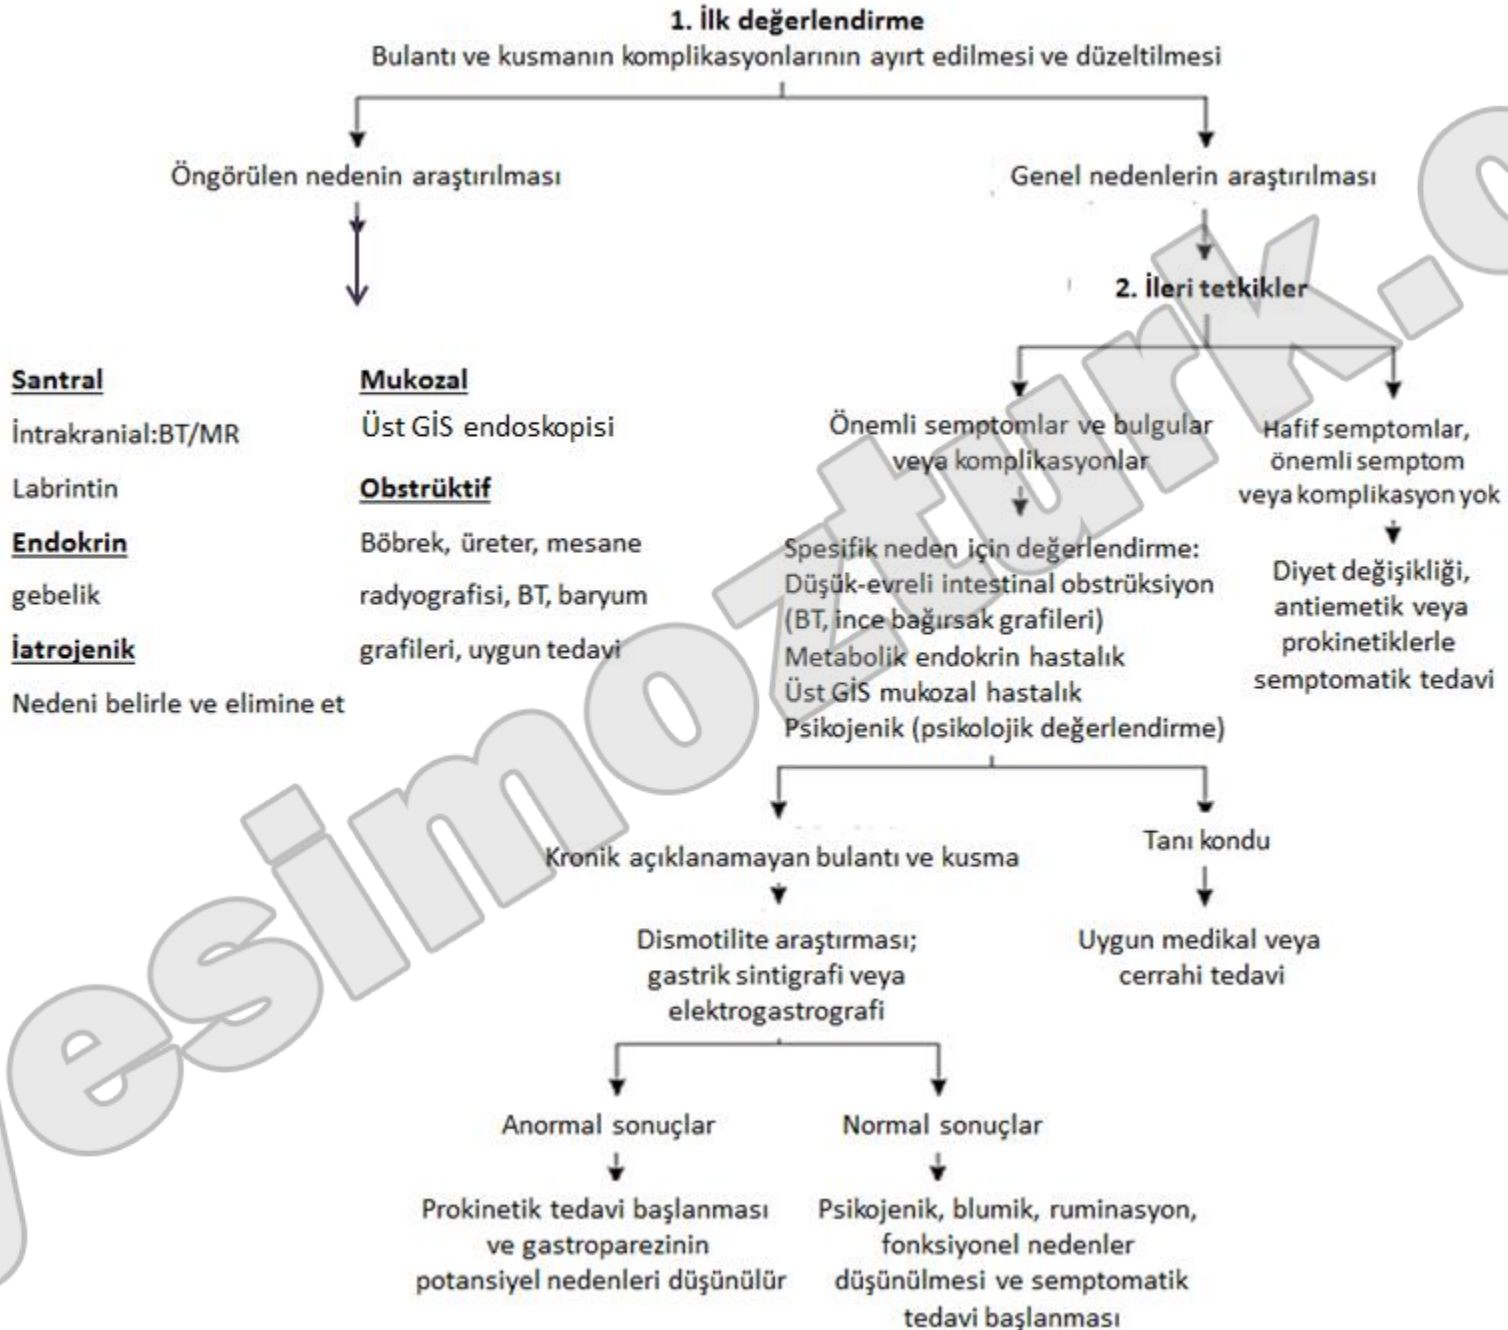 1. İlk değerlendirme
Bulantı ve kusmanın komplikasyonlarının ayırt edilmesi ve düzeltilmesi
Öngörülen nedenin araştırılması
Genel nedenlerin araştırılması
2. İleri tetkikler
Santral
İntrakranial:BT/MR
Labrintin
Endokrin
gebelik
İatrojenik
Nedeni belirle ve elimine et
Mukozal
Üst GİS endoskopisi
Obstrüktif
Böbrek, üreter, mesane
radyografisi, BT, baryum
grafileri, uygun tedavi
Önemli semptomlar ve bulgular
veya komplikasyonlar
Hafif semptomlar,
önemli semptom
veya komplikasyon yok
Spesifik neden için değerlendirme:
Düşük-evreli intestinal obstrüksiyon
(BT, ince bağırsak grafileri)
Metabolik endokrin hastalık
Üst GİS mukozal hastalık
Psikojenik (psikolojik değerlendirme)
Diyet değişikliği,
antiemetik veya
prokinetiklerle
semptomatik tedavi
Kronik açıklanamayan bulantı ve kusma
Tanı kondu
Dismotilite araştırması;
gastrik sintigrafi veya
elektrogastrografi
Uygun medikal veya
cerrahi tedavi
Anormal sonuçlar
Normal sonuçlar
Prokinetik tedavi başlanması
ve gastroparezinin
potansiyel nedenleri düşünülür
Psikojenik, blumik, ruminasyon,
fonksiyonel nedenler
düşünülmesi ve semptomatik
tedavi başlanması
yesimozturk.o